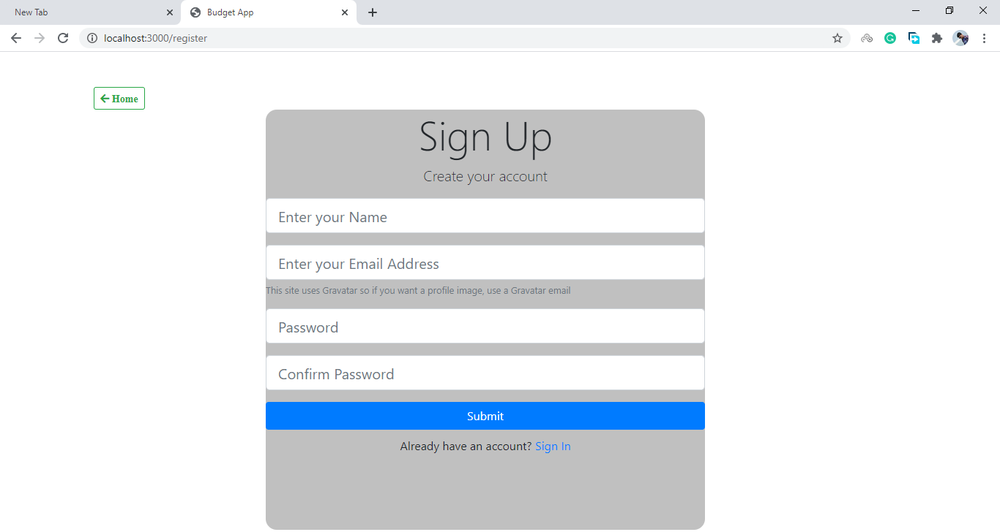 New Tab
Budget App
localhost:3000/register
Home
Sign Up
Create your account
Enter your Name
Enter your Email Address
This site uses Gravatar so if you want a profile image, use a Gravatar email
Password
Confirm Password
Submit
Already have an account? Sign In